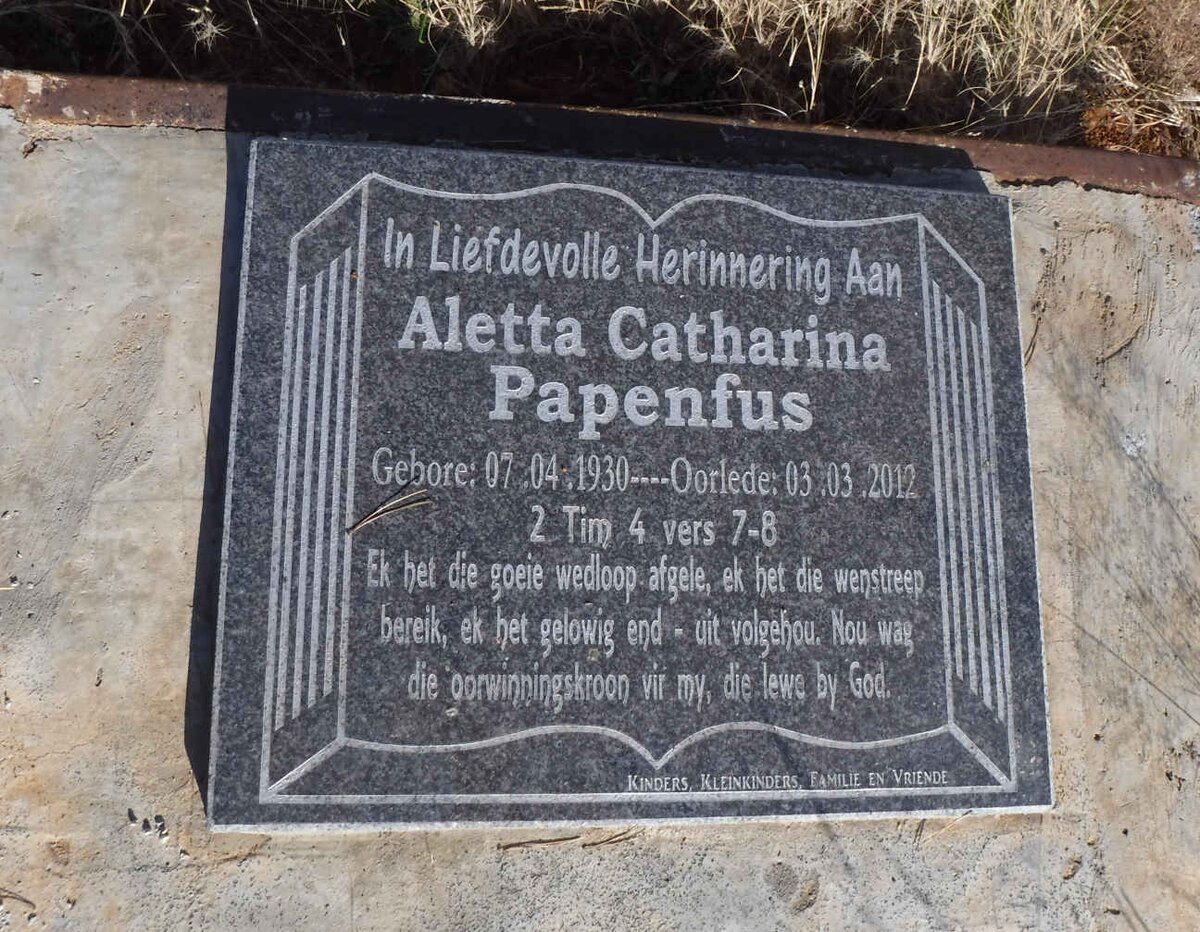 In Liefdevolle Herinnering Aan
Aletta Catharina
Papenfus
Gebore: 07.04.1930----Oorlede: 03.03.2012
2 Tim 4 vers 7-8
Ek het die goeie wedloop afgele, ek het die wenstreep
bereik, ek het gelowig end - uit volgehou. Nou wag
die oorwinningskroon vir my, die lewe by God.
Kinders, Kleinkinders, Familie en Vriende